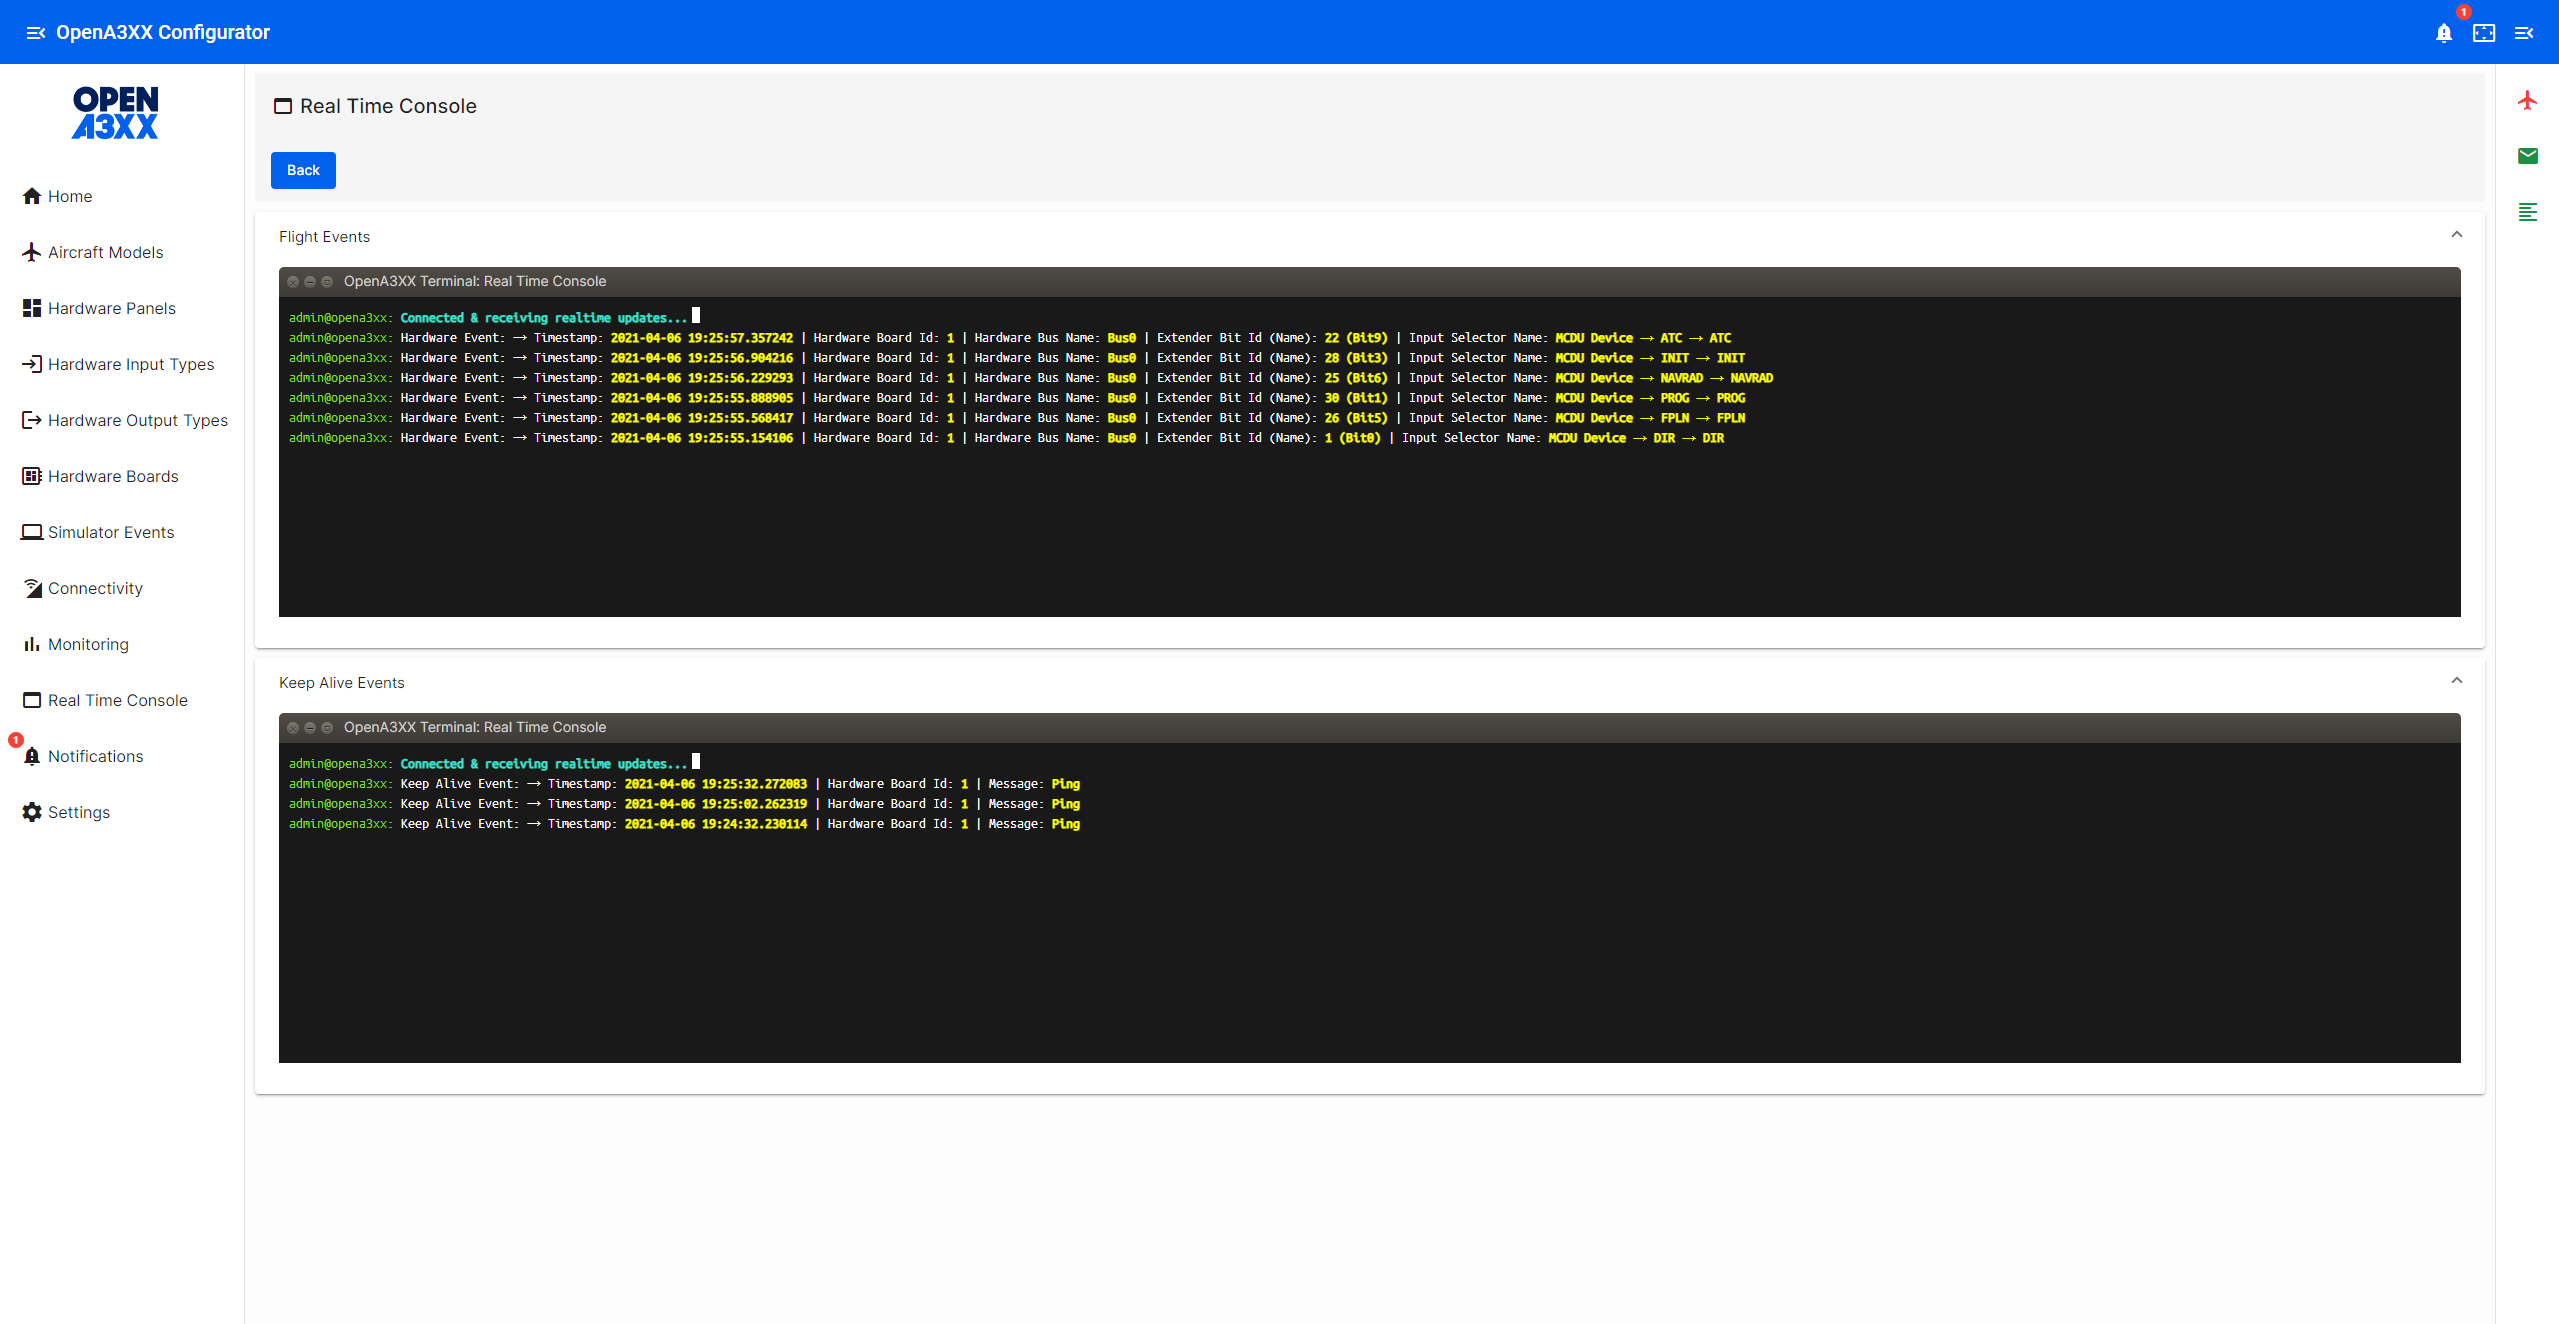 OpenA3XX Configurator
1
OPEN
A3XX
Home
Aircraft Models
Hardware Panels
Hardware Input Types
Hardware Output Types
Hardware Boards
Simulator Events
Connectivity
Monitoring
Real Time Console
1
Notifications
Settings
Real Time Console
Back
Flight Events
OpenA3XX Terminal: Real Time Console
admin@opena3xx: Connected & receiving realtime updates...
admin@opena3xx: Hardware Event: → Timestamp: 2021-04-06 19:25:57.357242 | Hardware Board Id: 1 | Hardware Bus Name: Bus0 | Extender Bit Id (Name): 22 (Bit9) | Input Selector Name: MCDU Device → ATC → ATC
admin@opena3xx: Hardware Event: → Timestamp: 2021-04-06 19:25:56.904216 | Hardware Board Id: 1 | Hardware Bus Name: Bus0 | Extender Bit Id (Name): 28 (Bit3) | Input Selector Name: MCDU Device → INIT → INIT
admin@opena3xx: Hardware Event: → Timestamp: 2021-04-06 19:25:56.229293 | Hardware Board Id: 1 | Hardware Bus Name: Bus0 | Extender Bit Id (Name): 25 (Bit6) | Input Selector Name: MCDU Device → NAVRAD → NAVRAD
admin@opena3xx: Hardware Event: → Timestamp: 2021-04-06 19:25:55.888905 | Hardware Board Id: 1 | Hardware Bus Name: Bus0 | Extender Bit Id (Name): 30 (Bit1) | Input Selector Name: MCDU Device → PROG → PROG
admin@opena3xx: Hardware Event: → Timestamp: 2021-04-06 19:25:55.568417 | Hardware Board Id: 1 | Hardware Bus Name: Bus0 | Extender Bit Id (Name): 26 (Bit5) | Input Selector Name: MCDU Device → FPLN → FPLN
admin@opena3xx: Hardware Event: → Timestamp: 2021-04-06 19:25:55.154106 | Hardware Board Id: 1 | Hardware Bus Name: Bus0 | Extender Bit Id (Name): 1 (Bit0) | Input Selector Name: MCDU Device → DIR → DIR
Keep Alive Events
OpenA3XX Terminal: Real Time Console
admin@opena3xx: Connected & receiving realtime updates...
admin@opena3xx: Keep Alive Event: → Timestamp: 2021-04-06 19:25:32.272083 | Hardware Board Id: 1 | Message: Ping
admin@opena3xx: Keep Alive Event: → Timestamp: 2021-04-06 19:25:02.262319 | Hardware Board Id: 1 | Message: Ping
admin@opena3xx: Keep Alive Event: → Timestamp: 2021-04-06 19:24:32.230114 | Hardware Board Id: 1 | Message: Ping